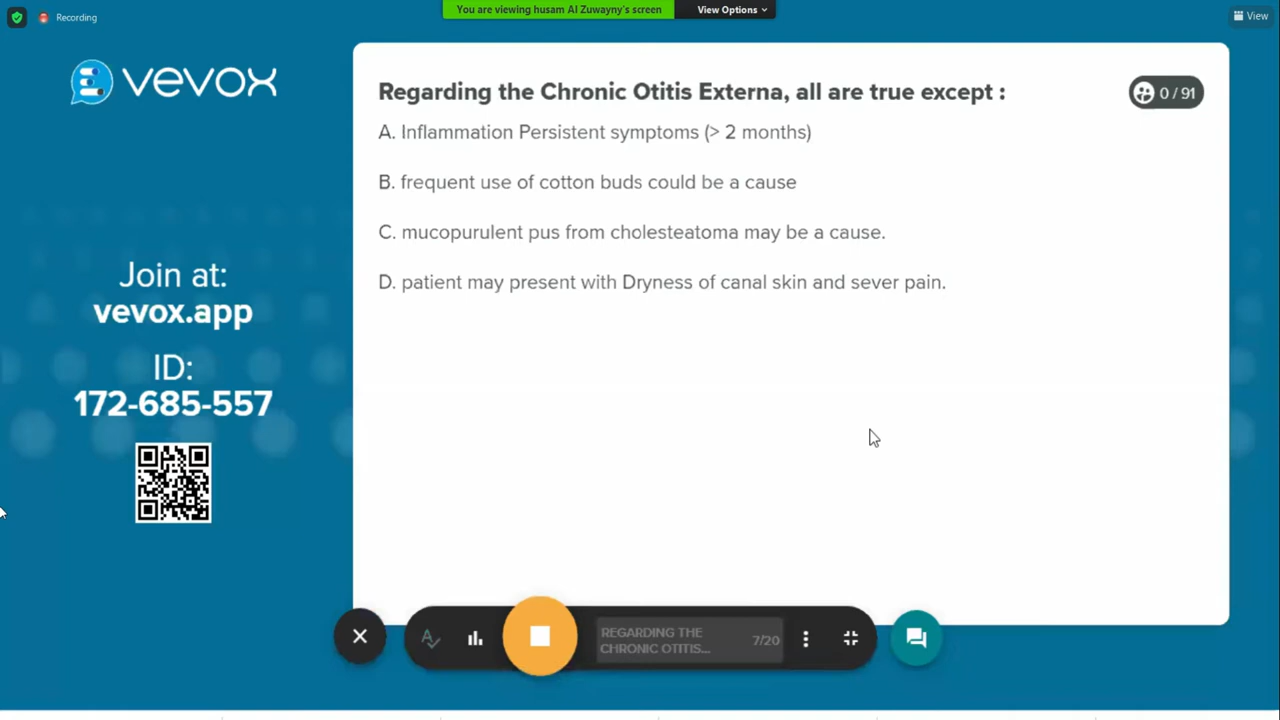 Recording
You are viewing husam Al Zuwayny's screen
View Options
View
vevox
Regarding the Chronic Otitis Externa, all are true except :
0 / 91
A. Inflammation Persistent symptoms (> 2 months)
B. frequent use of cotton buds could be a cause
C. mucopurulent pus from cholesteatoma may be a cause.
D. patient may present with Dryness of canal skin and sever pain.
Join at:
vevox.app
ID:
172-685-557
REGARDING THE
CHRONIC OTITIS...
7/20